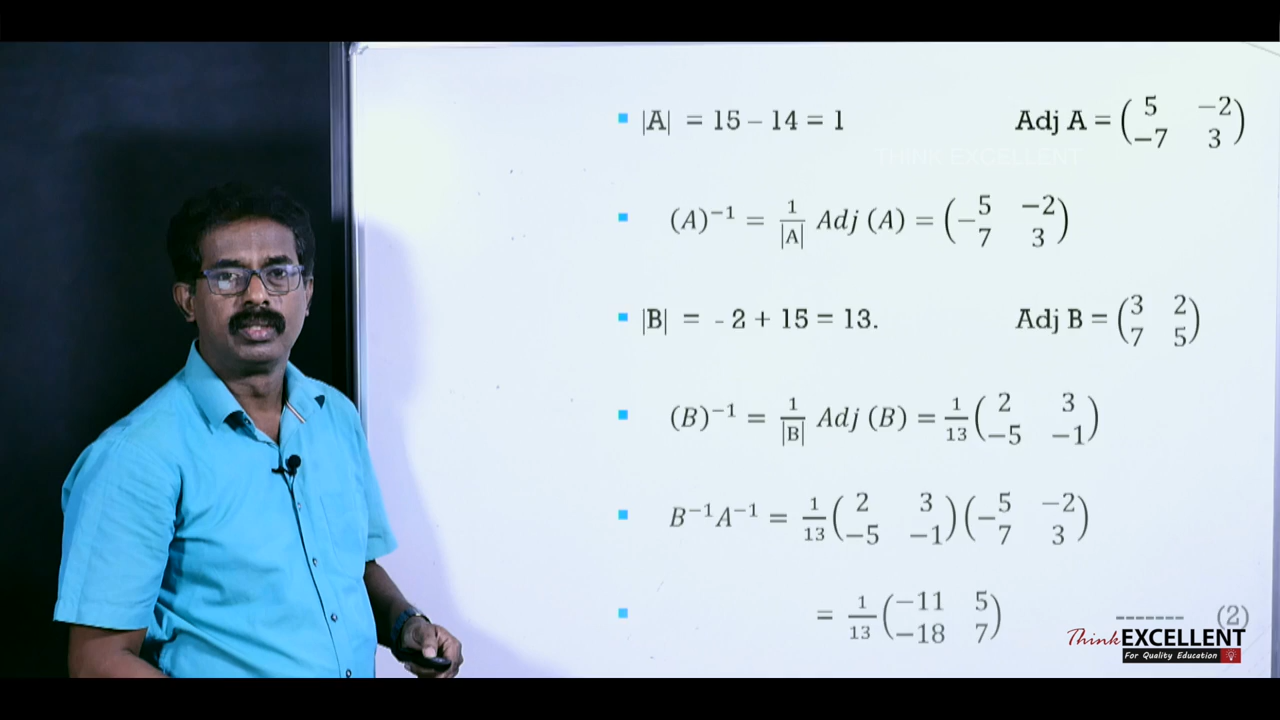 |A| = 15 – 14 = 1 Adj A = (5 −2 / −7 3)
THINK EXCELLENT
(A)⁻¹ = 1/|A| Adj (A) = (−5 −2 / 7 3)
|B| = - 2 + 15 = 13. Adj B = (3 2 / 7 5)
(B)⁻¹ = 1/|B| Adj (B) = 1/13 (2 3 / −5 −1)
B⁻¹A⁻¹ = 1/13 (2 3 / −5 −1) (−5 −2 / 7 3)
= 1/13 (−11 5 / −18 7) ------- (2)
Think EXCELLENT
For Quality Education